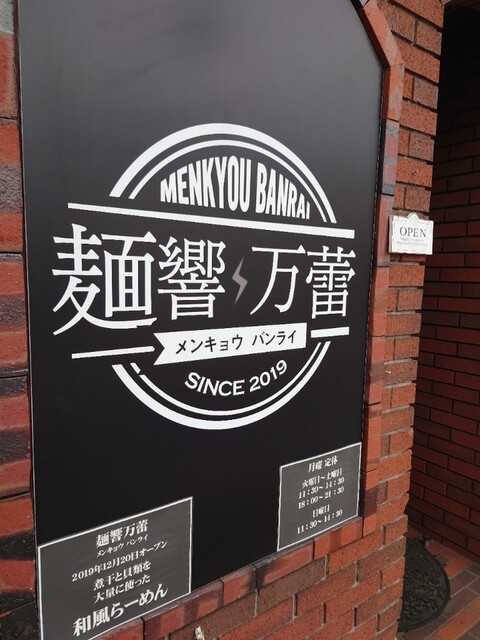 MENKYOU BANRAI
麺響万蕾
メンキョウ バンライ
SINCE 2019
OPEN
月曜 定休
火曜日~土曜日
11:30~14:30
18:00~21:30
日曜日
11:30~14:30
麺響万蕾
メンキョウ バンライ
2019年12月20日オープン
煮干と貝類を
大量に使った
和風らーめん